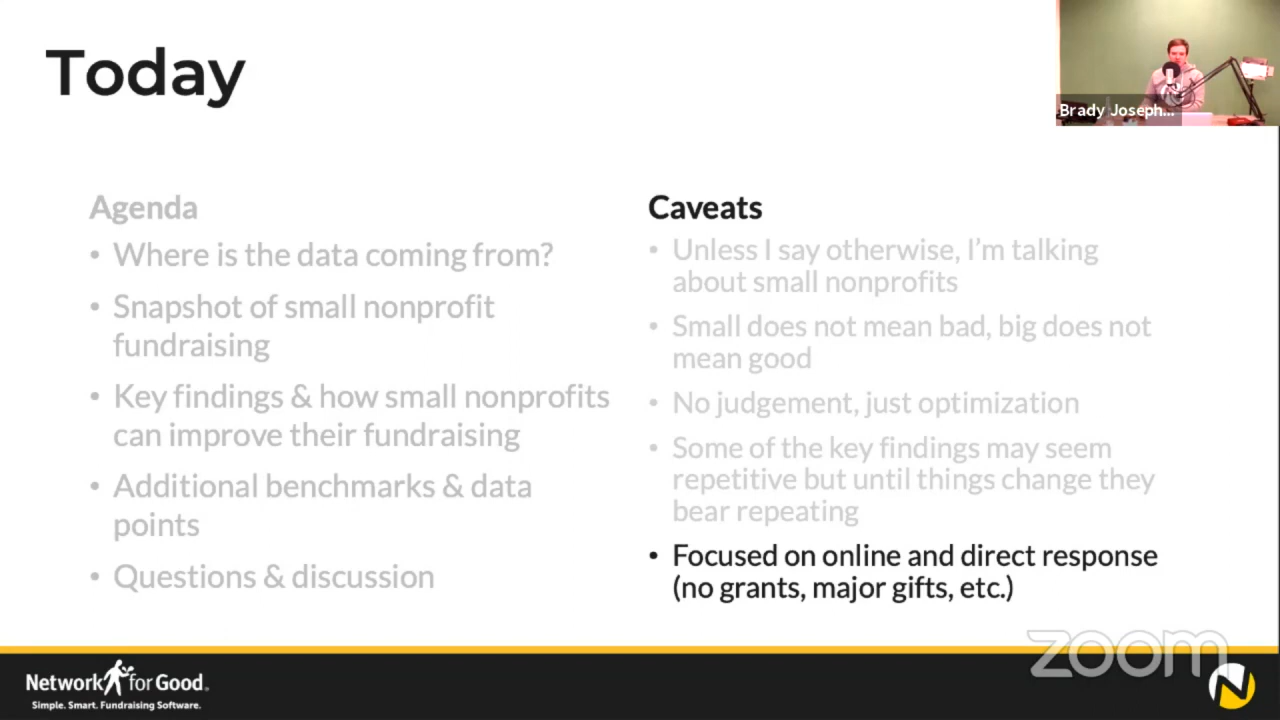 Today
Brady Joseph...
Agenda
• Where is the data coming from?
• Snapshot of small nonprofit
fundraising
• Key findings & how small nonprofits
can improve their fundraising
• Additional benchmarks & data
points
• Questions & discussion
Caveats
• Unless I say otherwise, I’m talking
about small nonprofits
• Small does not mean bad, big does not
mean good
• No judgement, just optimization
• Some of the key findings may seem
repetitive but until things change they
bear repeating
• Focused on online and direct response
(no grants, major gifts, etc.)
zoom
Network for Good.
Simple. Smart. Fundraising Software.
N